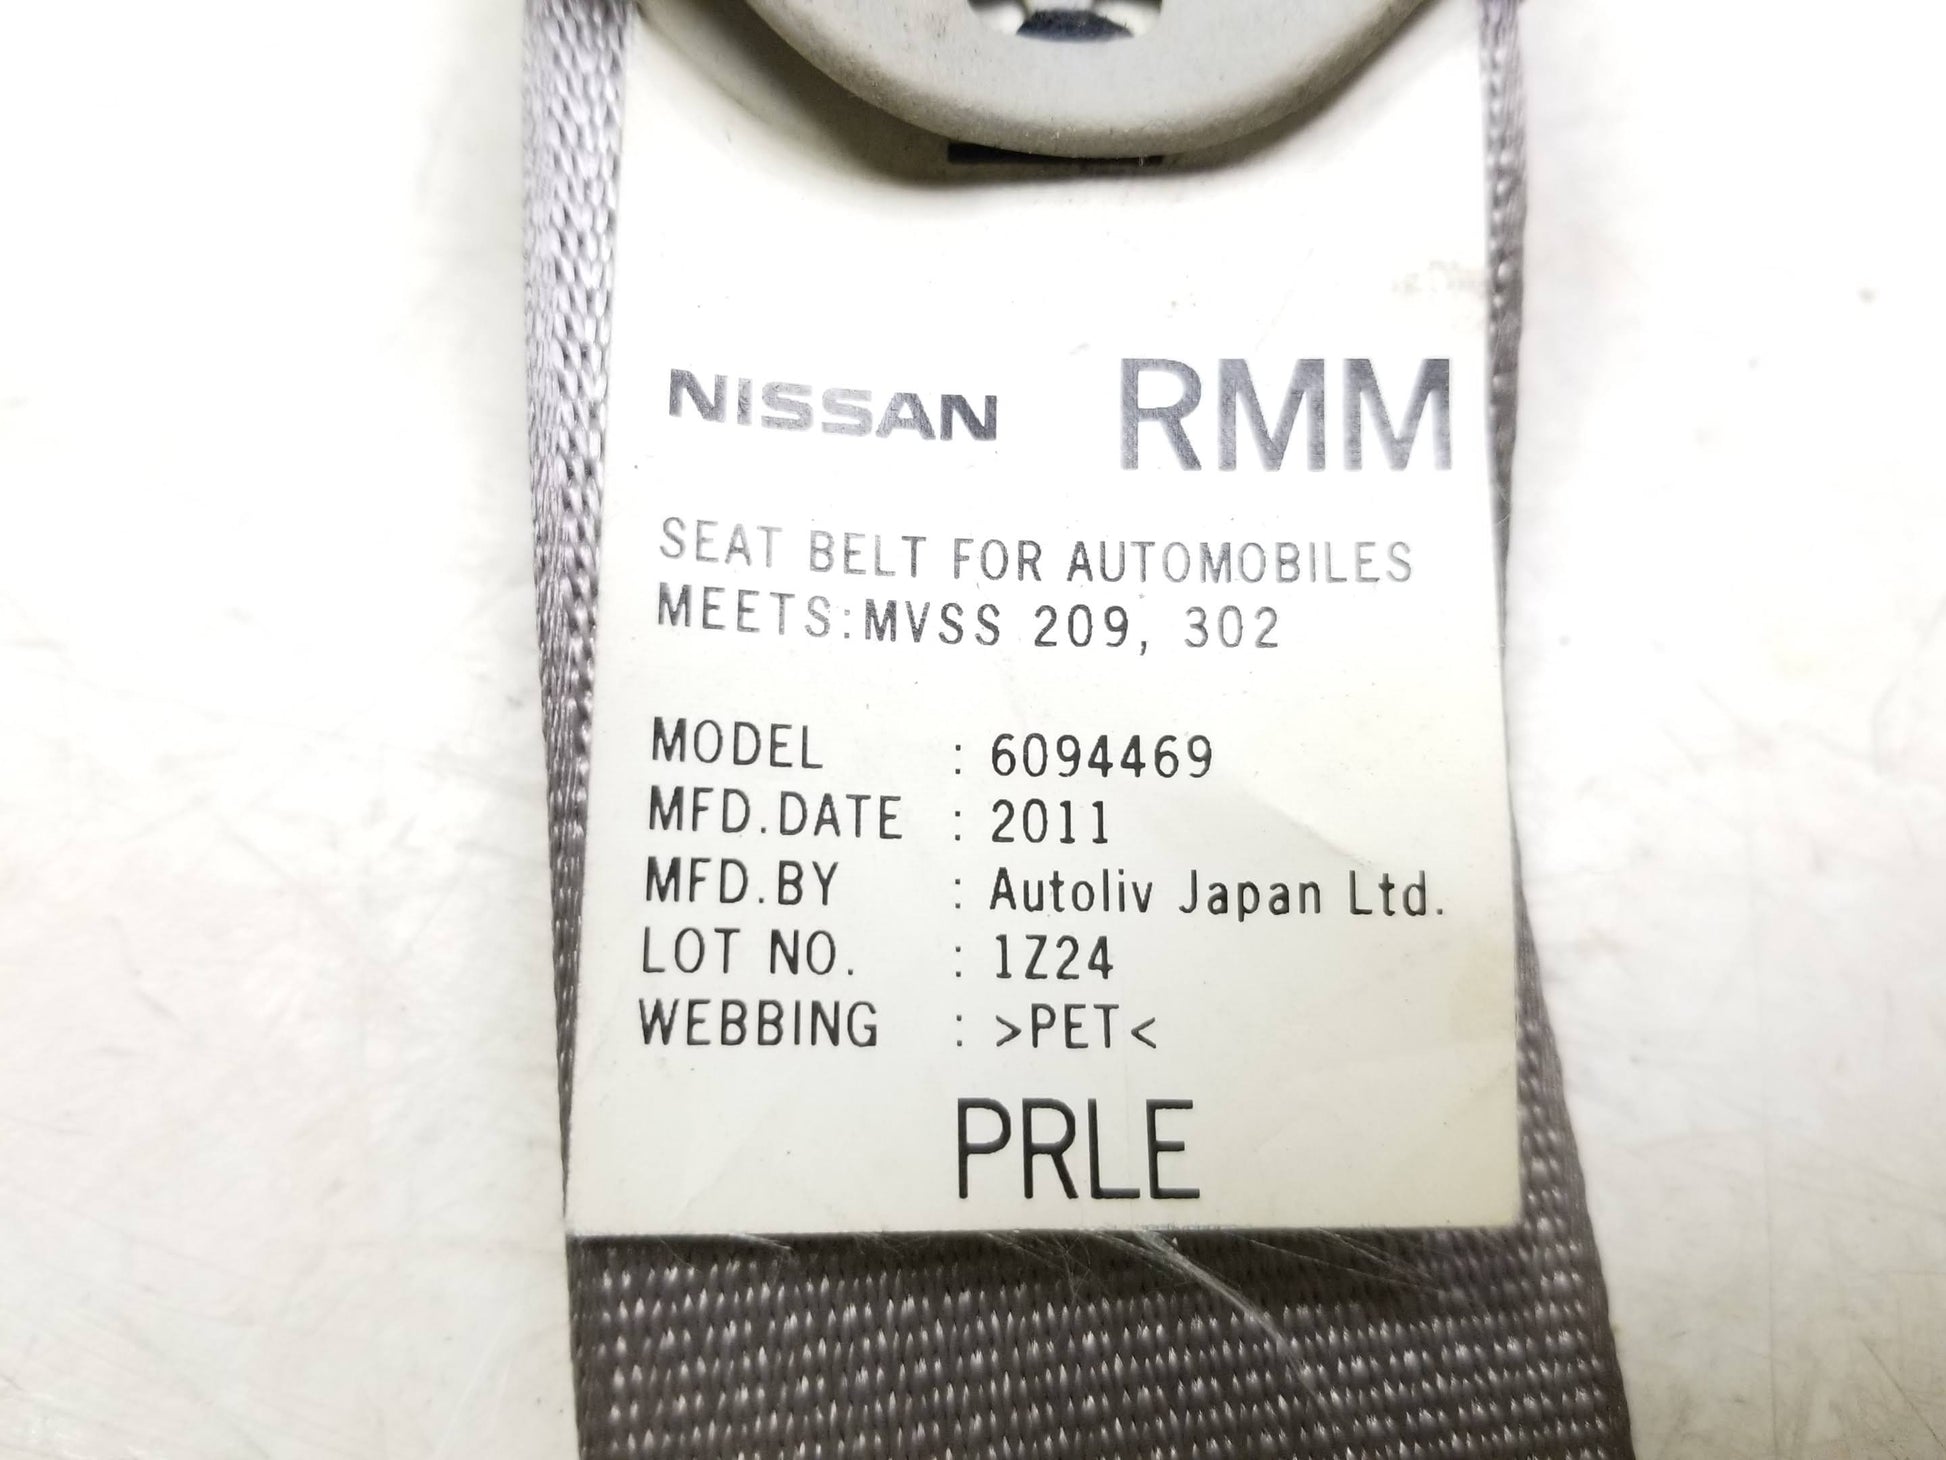 NISSAN RMM
SEAT BELT FOR AUTOMOBILES
MEETS:MVSS 209, 302
MODEL : 6094469
MFD.DATE : 2011
MFD.BY : Autoliv Japan Ltd.
LOT NO. : 1Z24
WEBBING : >PET<
PRLE